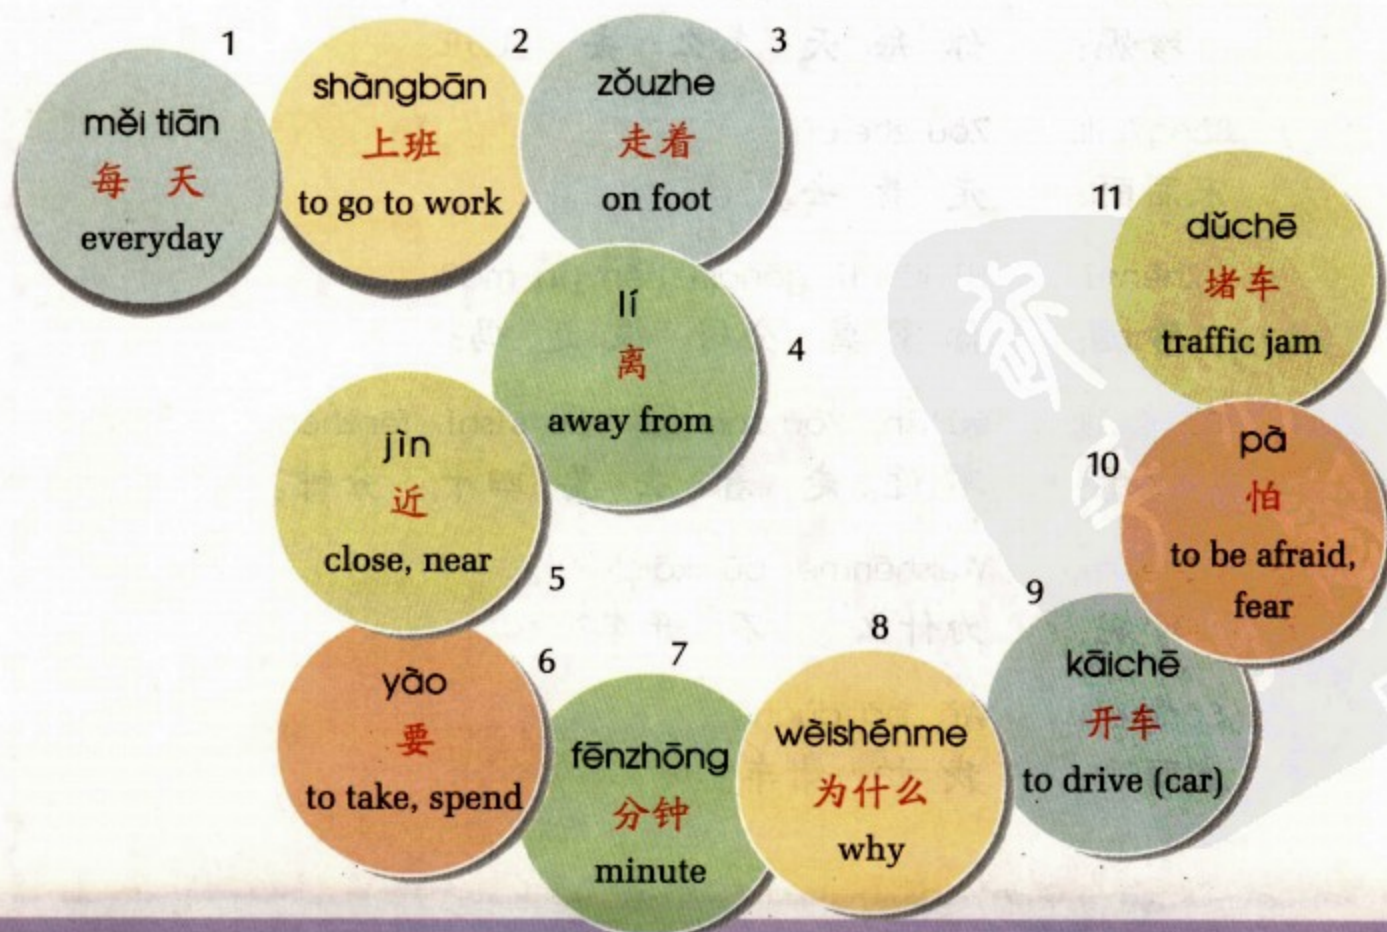 1
měi tiān
每 天
everyday
2
shàngbān
上班
to go to work
3
zǒuzhe
走着
on foot
4
lí
离
away from
5
jìn
近
close, near
6
yào
要
to take, spend
7
fēnzhōng
分钟
minute
8
wèishénme
为什么
why
9
kāichē
开车
to drive (car)
10
pà
怕
to be afraid,
fear
11
dǔchē
堵车
traffic jam